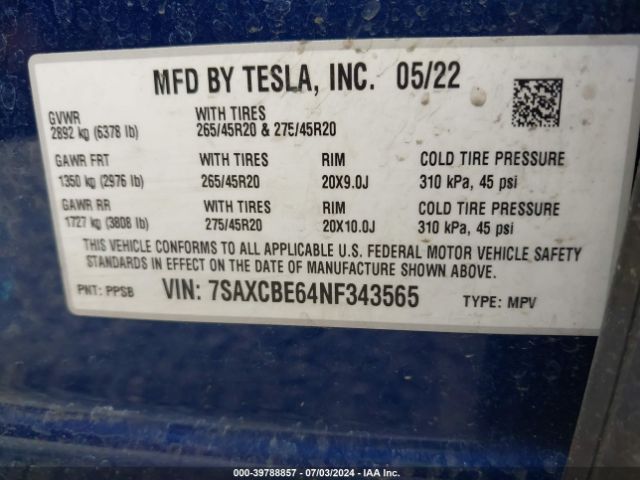 MFD BY TESLA, INC. 05/22
GVWR WITH TIRES
2892 kg (6378 lb) 265/45R20 & 275/45R20
GAWR FRT WITH TIRES RIM COLD TIRE PRESSURE
1350 kg (2976 lb) 265/45R20 20X9.0J 310 kPa, 45 psi
GAWR RR WITH TIRES RIM COLD TIRE PRESSURE
1727 kg (3808 lb) 275/45R20 20X10.0J 310 kPa, 45 psi
THIS VEHICLE CONFORMS TO ALL APPLICABLE U.S. FEDERAL MOTOR VEHICLE SAFETY
STANDARDS IN EFFECT ON THE DATE OF MANUFACTURE SHOWN ABOVE.
PNT: PPSB VIN: 7SAXCBE64NF343565 TYPE: MPV
000-39788857 - 07/03/2024 - IAA Inc.